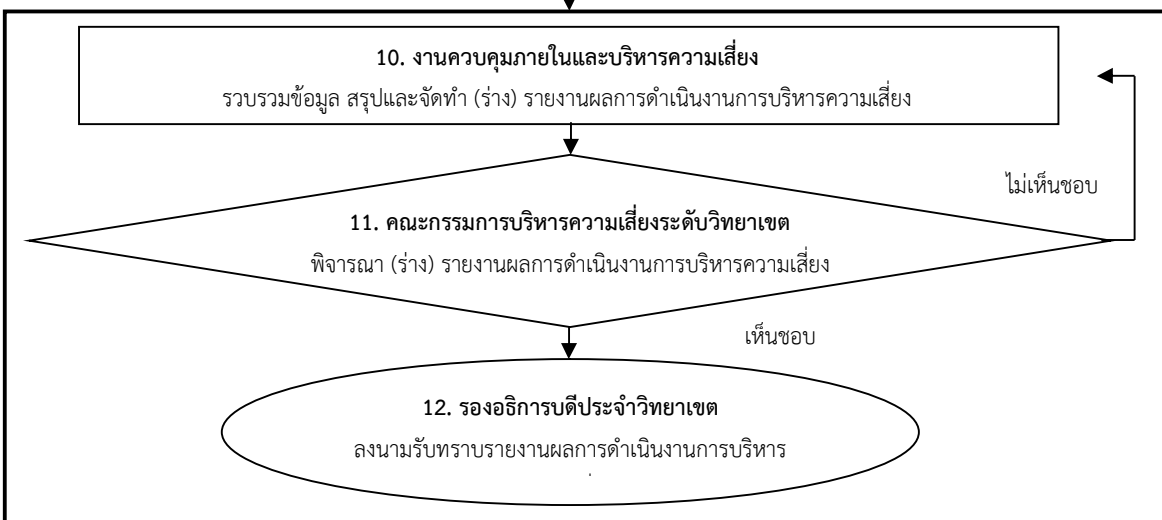 10. งานควบคุมภายในและบริหารความเสี่ยง
รวบรวมข้อมูล สรุปและจัดทำ (ร่าง) รายงานผลการดำเนินงานการบริหารความเสี่ยง
ไม่เห็นชอบ
11. คณะกรรมการบริหารความเสี่ยงระดับวิทยาเขต
พิจารณา (ร่าง) รายงานผลการดำเนินงานการบริหารความเสี่ยง
เห็นชอบ
12. รองอธิการบดีประจำวิทยาเขต
ลงนามรับทราบรายงานผลการดำเนินงานการบริหาร